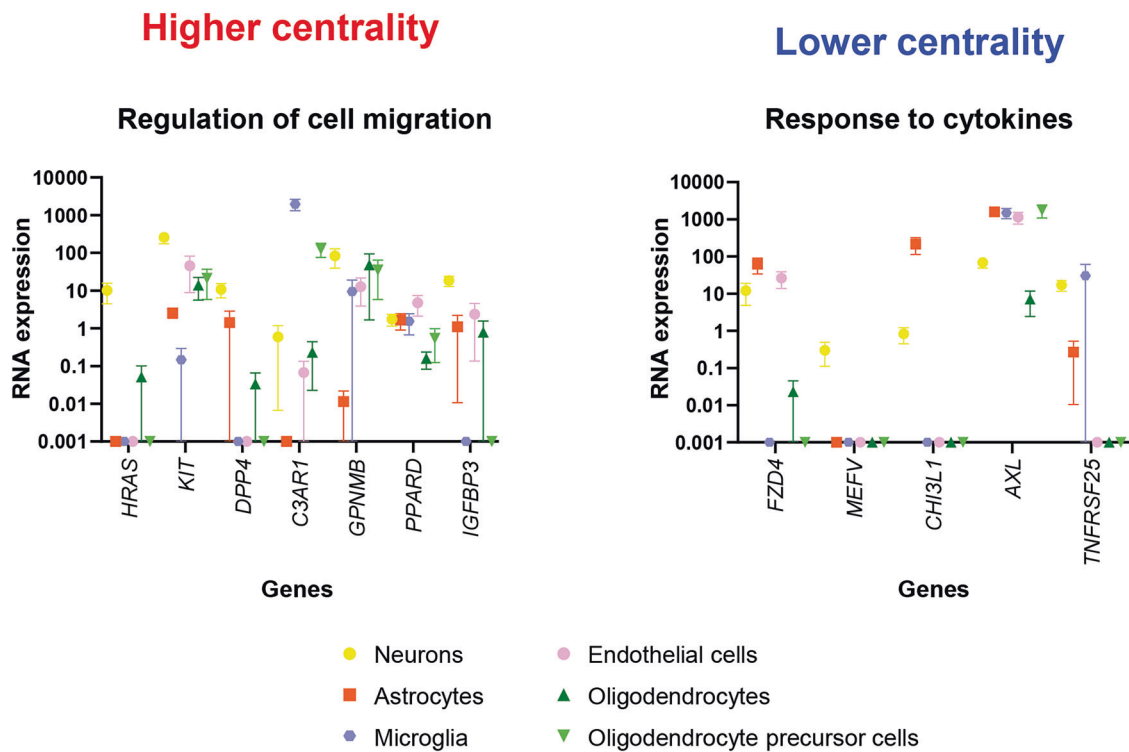 Higher centrality
Lower centrality
Regulation of cell migration
Response to cytokines
RNA expression
10000
1000
100
10
1
0.1
0.01
0.001
HRAS
KIT
DPP4
C3AR1
GPNMB
PPARD
IGFBP3
Genes
RNA expression
10000
1000
100
10
1
0.1
0.01
0.001
FZD4
MEFV
CHI3L1
AXL
TNFRSF25
Genes
Neurons
Endothelial cells
Astrocytes
Oligodendrocytes
Microglia
Oligodendrocyte precursor cells